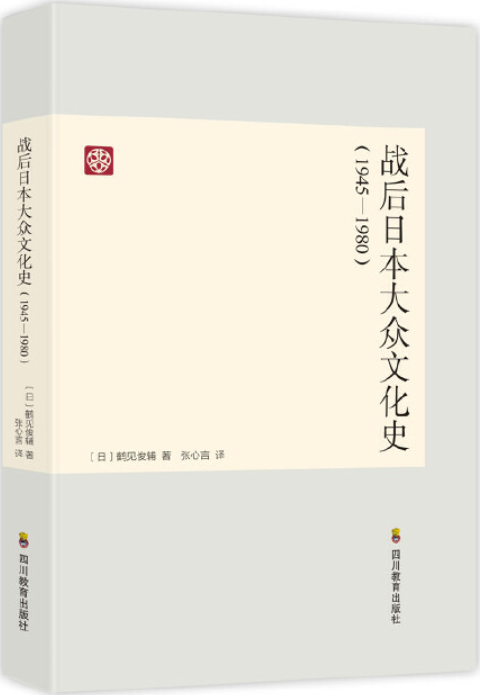 战后日本大众文化史
(1945—1980)
[日]鹤见俊辅 著 张心言 译
四川教育出版社
战后日本大众文化史(1945—1980)
[日]鹤见俊辅 著
张心言 译
四川教育出版社